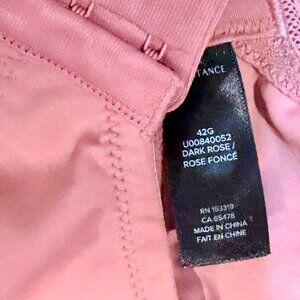 TANCE
42G
U00840052
DARK ROSE /
ROSE FONCÉ
RN 153319
CA 65478
MADE IN CHINA
FAIT EN CHINE